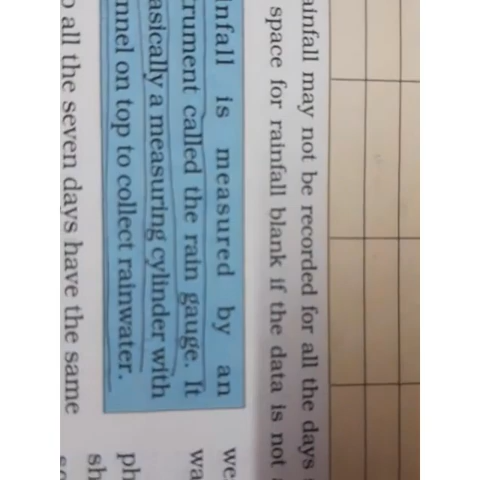 ainfall may not be recorded for all the days
space for rainfall blank if the data is not
nfall is measured by an
trument called the rain gauge. It
asically a measuring cylinder with
nnel on top to collect rainwater.
o all the seven days have the same
we
wa
ph
sh